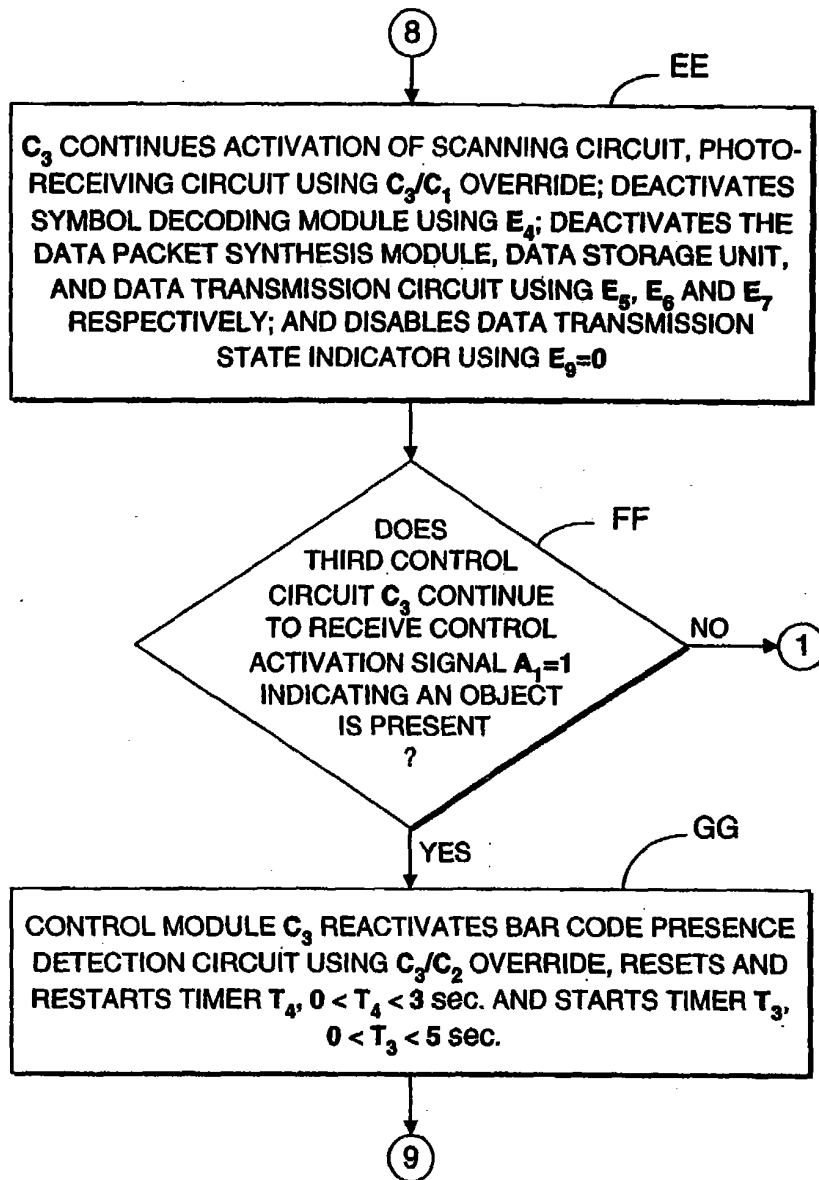 8
EE
C₃ CONTINUES ACTIVATION OF SCANNING CIRCUIT, PHOTO-
RECEIVING CIRCUIT USING C₃/C₁ OVERRIDE; DEACTIVATES
SYMBOL DECODING MODULE USING E₄; DEACTIVATES THE
DATA PACKET SYNTHESIS MODULE, DATA STORAGE UNIT,
AND DATA TRANSMISSION CIRCUIT USING E₅, E₆ AND E₇
RESPECTIVELY; AND DISABLES DATA TRANSMISSION
STATE INDICATOR USING E₉=0
FF
DOES
THIRD CONTROL
CIRCUIT C₃ CONTINUE
TO RECEIVE CONTROL
ACTIVATION SIGNAL A₁=1
INDICATING AN OBJECT
IS PRESENT
?
NO
1
YES
GG
CONTROL MODULE C₃ REACTIVATES BAR CODE PRESENCE
DETECTION CIRCUIT USING C₃/C₂ OVERRIDE, RESETS AND
RESTARTS TIMER T₄, 0 < T₄ < 3 sec. AND STARTS TIMER T₃,
0 < T₃ < 5 sec.
9